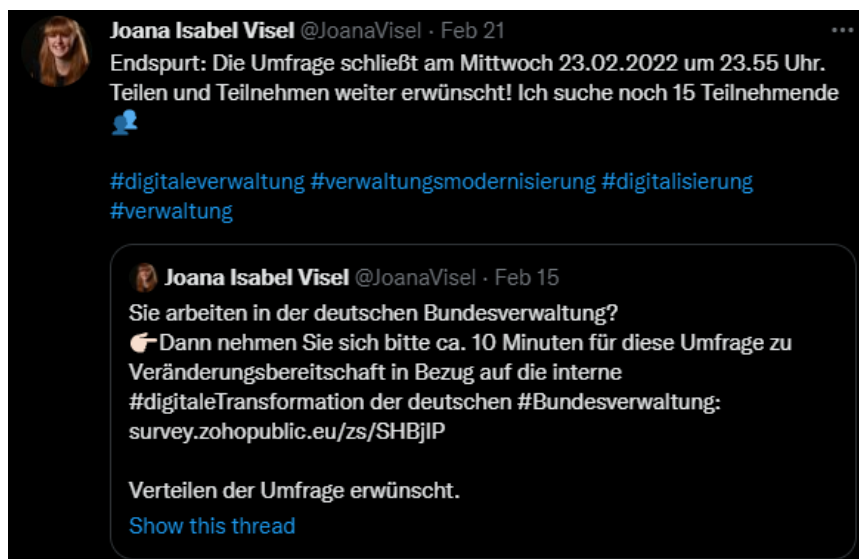 Joana Isabel Visel @JoanaVisel · Feb 21
Endspurt: Die Umfrage schließt am Mittwoch 23.02.2022 um 23.55 Uhr.
Teilen und Teilnehmen weiter erwünscht! Ich suche noch 15 Teilnehmende
#digitaleverwaltung #verwaltungsmodernisierung #digitalisierung
#verwaltung
Joana Isabel Visel @JoanaVisel · Feb 15
Sie arbeiten in der deutschen Bundesverwaltung?
Dann nehmen Sie sich bitte ca. 10 Minuten für diese Umfrage zu
Veränderungsbereitschaft in Bezug auf die interne
#digitaleTransformation der deutschen #Bundesverwaltung:
survey.zohopublic.eu/zs/SHBjIP
Verteilen der Umfrage erwünscht.
Show this thread